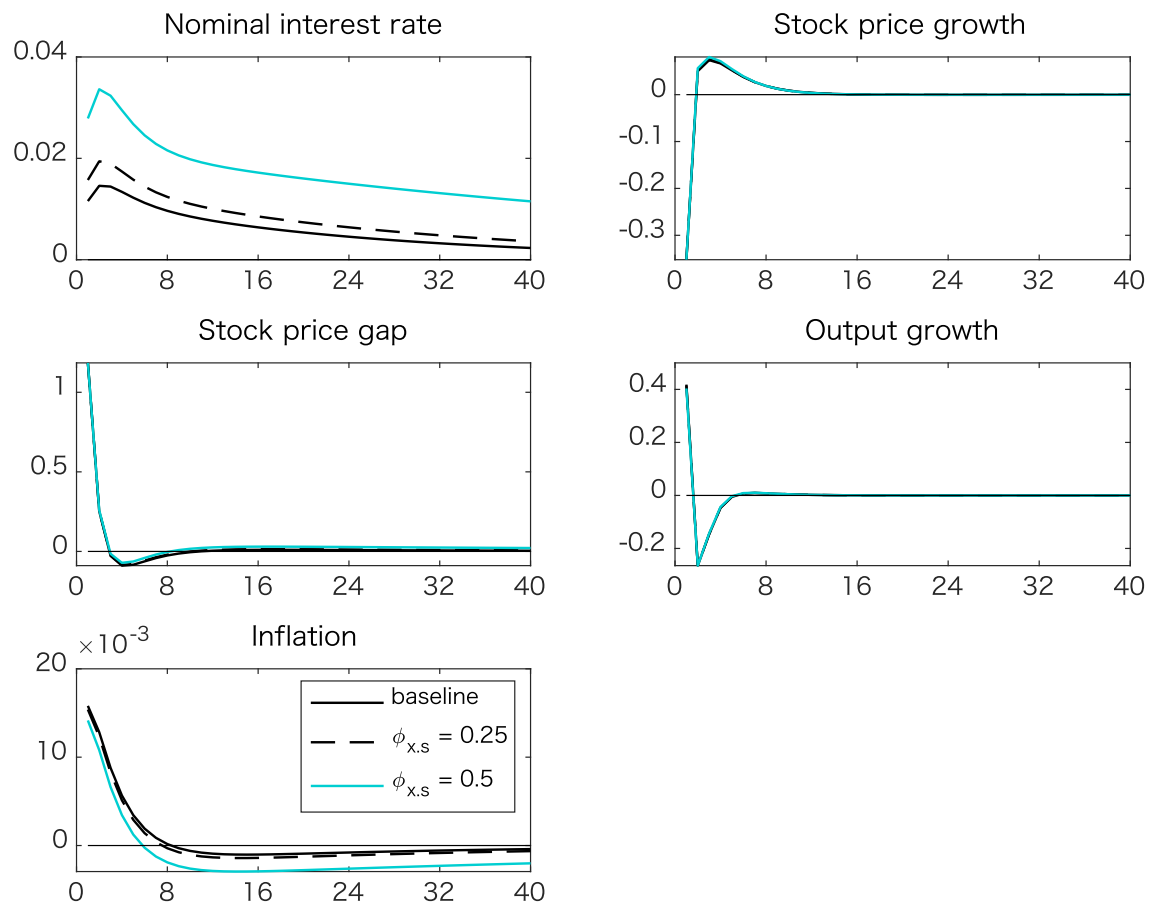 Nominal interest rate
0.04
0.02
0
0 8 16 24 32 40
Stock price growth
0
-0.1
-0.2
-0.3
0 8 16 24 32 40
Stock price gap
1
0.5
0
0 8 16 24 32 40
Output growth
0.4
0.2
0
-0.2
0 8 16 24 32 40
Inflation
×10⁻³
20
10
0
0 8 16 24 32 40
baseline
ϕx.s = 0.25
ϕx.s = 0.5